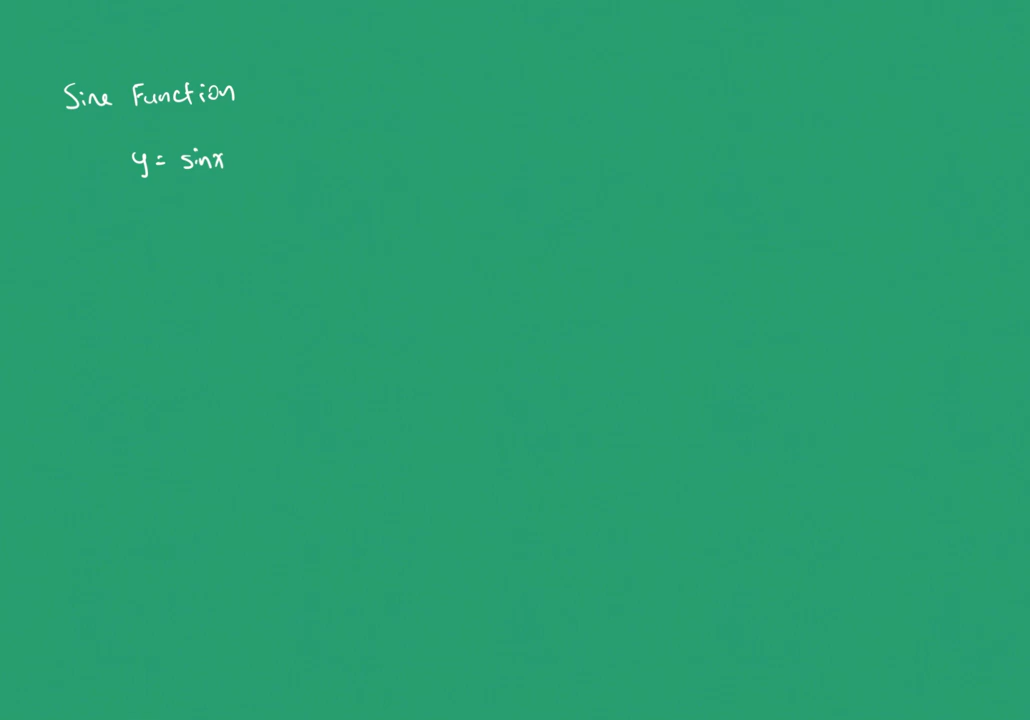 Sine Function
y = sinx